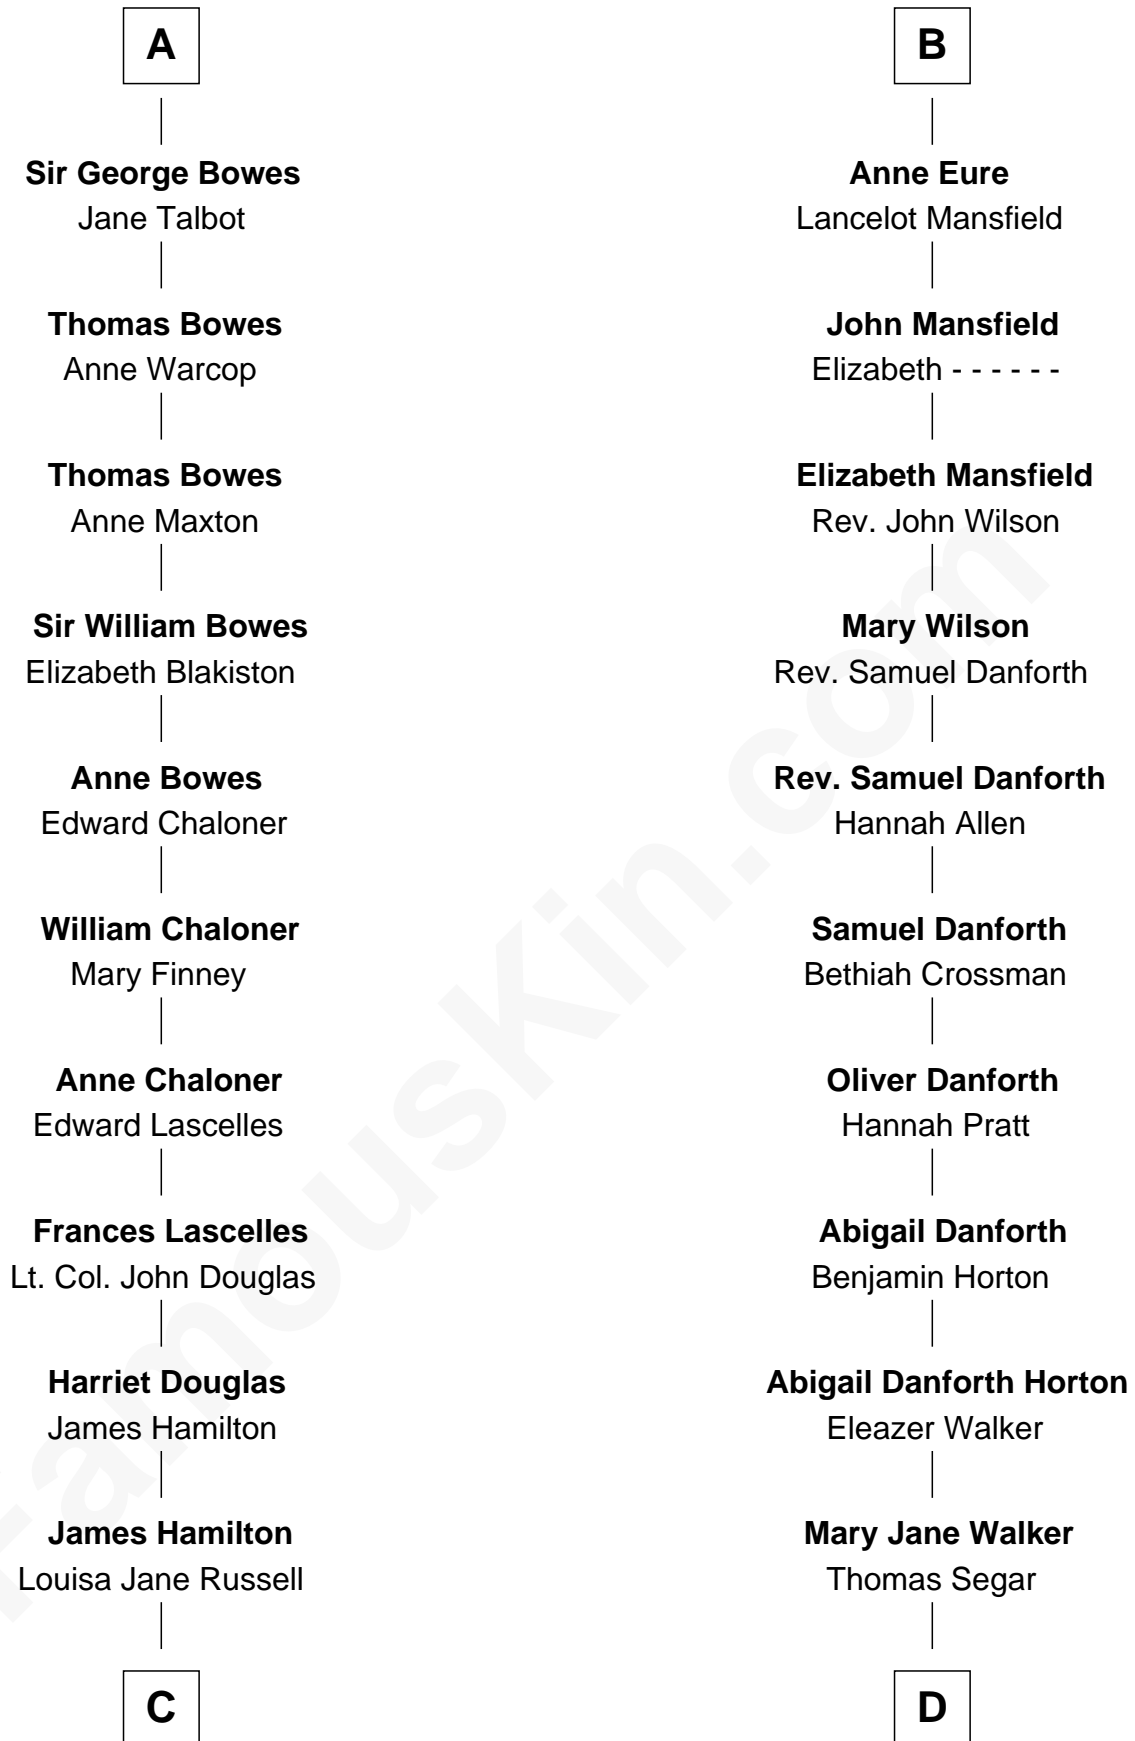 A
Sir George Bowes
Jane Talbot
Thomas Bowes
Anne Warcop
Thomas Bowes
Anne Maxton
Sir William Bowes
Elizabeth Blakiston
Anne Bowes
Edward Chaloner
William Chaloner
Mary Finney
Anne Chaloner
Edward Lascelles
Frances Lascelles
Lt. Col. John Douglas
Harriet Douglas
James Hamilton
James Hamilton
Louisa Jane Russell
C
B
Anne Eure
Lancelot Mansfield
John Mansfield
Elizabeth - - - - - -
Elizabeth Mansfield
Rev. John Wilson
Mary Wilson
Rev. Samuel Danforth
Rev. Samuel Danforth
Hannah Allen
Samuel Danforth
Bethiah Crossman
Oliver Danforth
Hannah Pratt
Abigail Danforth
Benjamin Horton
Abigail Danforth Horton
Eleazer Walker
Mary Jane Walker
Thomas Segar
D
FamousKin.com